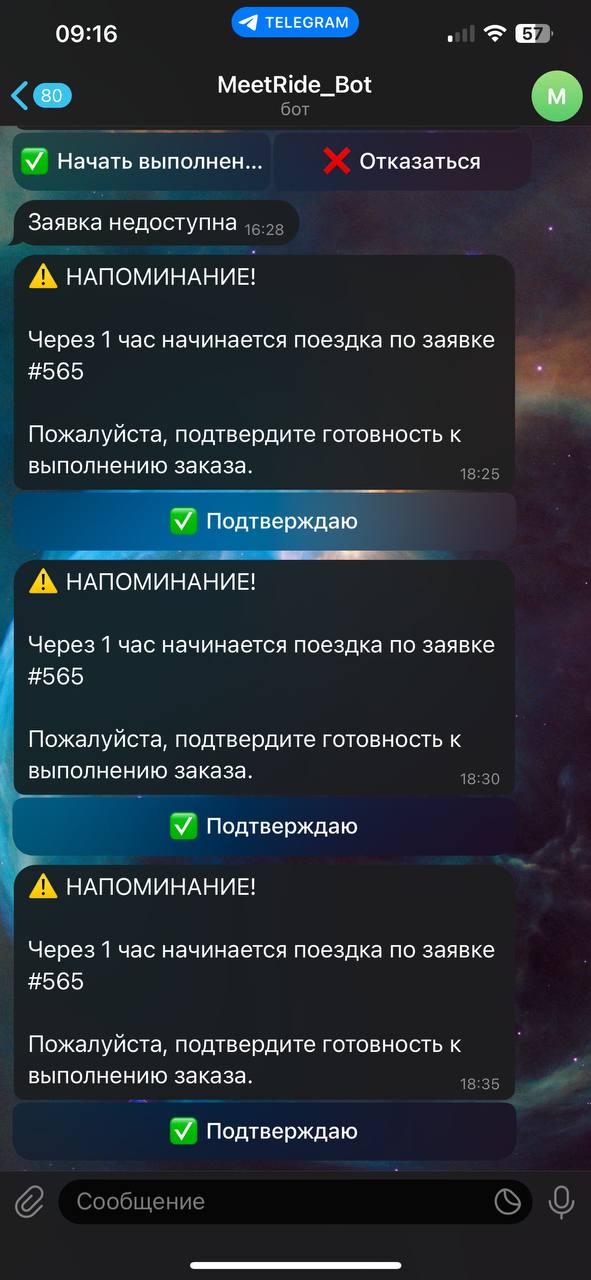 09:16
TELEGRAM
57
80
MeetRide_Bot
бот
M
✅ Начать выполнен...
❌ Отказаться
Заявка недоступна 16:28
⚠️ НАПОМИНАНИЕ!
Через 1 час начинается поездка по заявке
#565
Пожалуйста, подтвердите готовность к
выполнению заказа. 18:25
✅ Подтверждаю
⚠️ НАПОМИНАНИЕ!
Через 1 час начинается поездка по заявке
#565
Пожалуйста, подтвердите готовность к
выполнению заказа. 18:30
✅ Подтверждаю
⚠️ НАПОМИНАНИЕ!
Через 1 час начинается поездка по заявке
#565
Пожалуйста, подтвердите готовность к
выполнению заказа. 18:35
✅ Подтверждаю
Сообщение